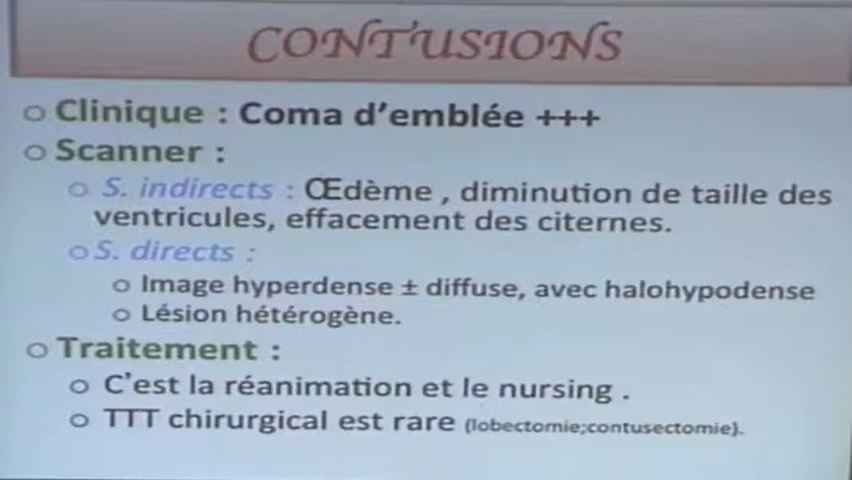 CONTUSIONS
Clinique : Coma d'emblée +++
Scanner :
S. indirects : Œdème , diminution de taille des
ventricules, effacement des citernes.
S. directs :
Image hyperdense ± diffuse, avec halohypodense
Lésion hétérogène.
Traitement :
C'est la réanimation et le nursing .
TTT chirurgical est rare (lobectomie;contusectomie).